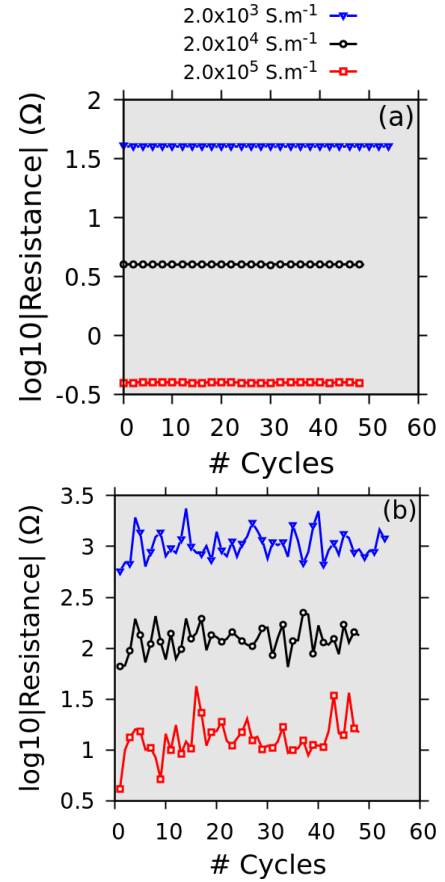 2.0x10³ S.m⁻¹
2.0x10⁴ S.m⁻¹
2.0x10⁵ S.m⁻¹
(a)
log10|Resistance| (Ω)
2
1.5
1
0.5
0
-0.5
0 10 20 30 40 50 60
# Cycles
(b)
log10|Resistance| (Ω)
3.5
3
2.5
2
1.5
1
0.5
0 10 20 30 40 50 60
# Cycles